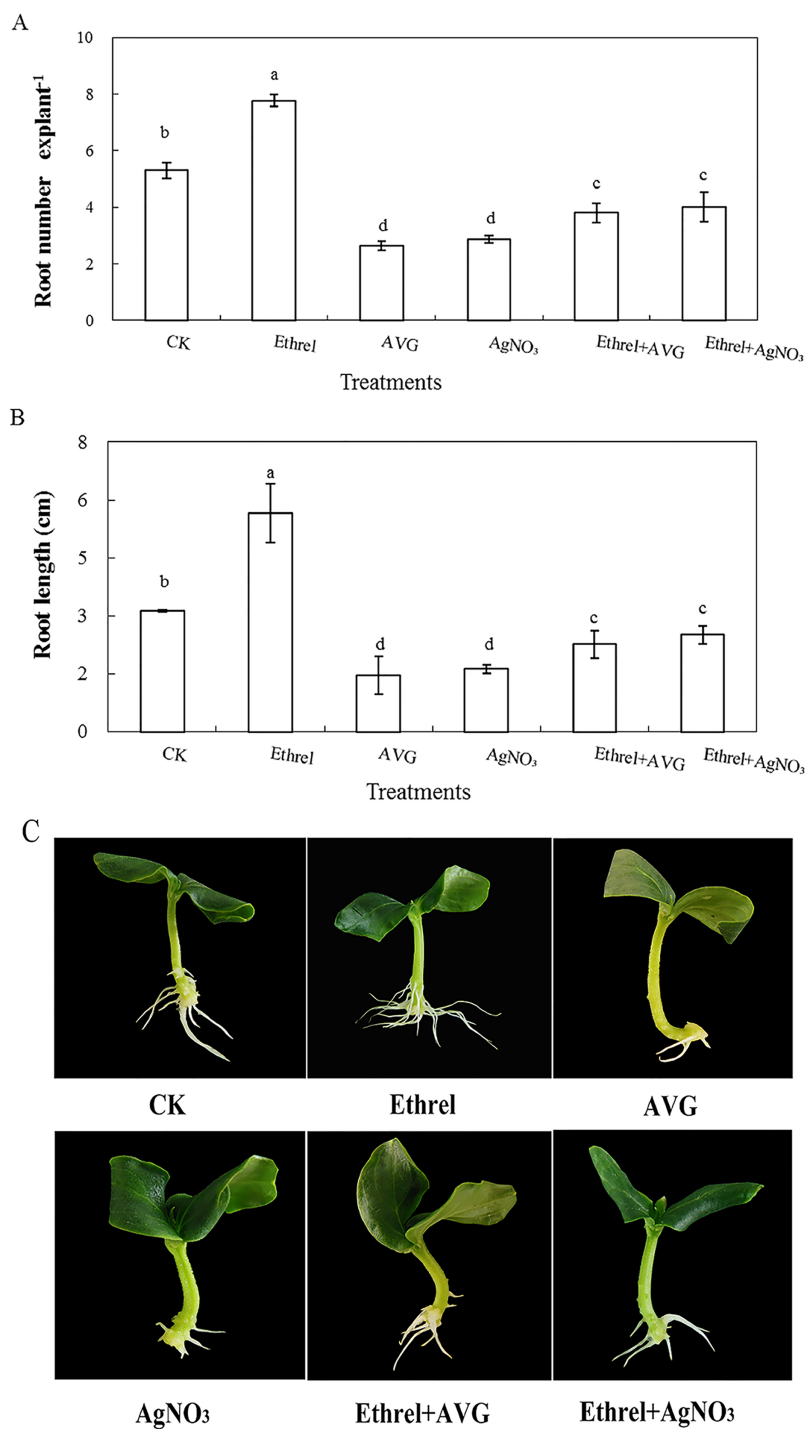 A
Root number explant⁻¹
10
8
6
4
2
0
a
b
c
c
d
d
CK
Ethrel
AVG
AgNO₃
Ethrel+AVG
Ethrel+AgNO₃
Treatments
B
Root length (cm)
8
6
5
3
2
0
a
b
c
c
d
d
CK
Ethrel
AVG
AgNO₃
Ethrel+AVG
Ethrel+AgNO₃
Treatments
C
CK
Ethrel
AVG
AgNO₃
Ethrel+AVG
Ethrel+AgNO₃